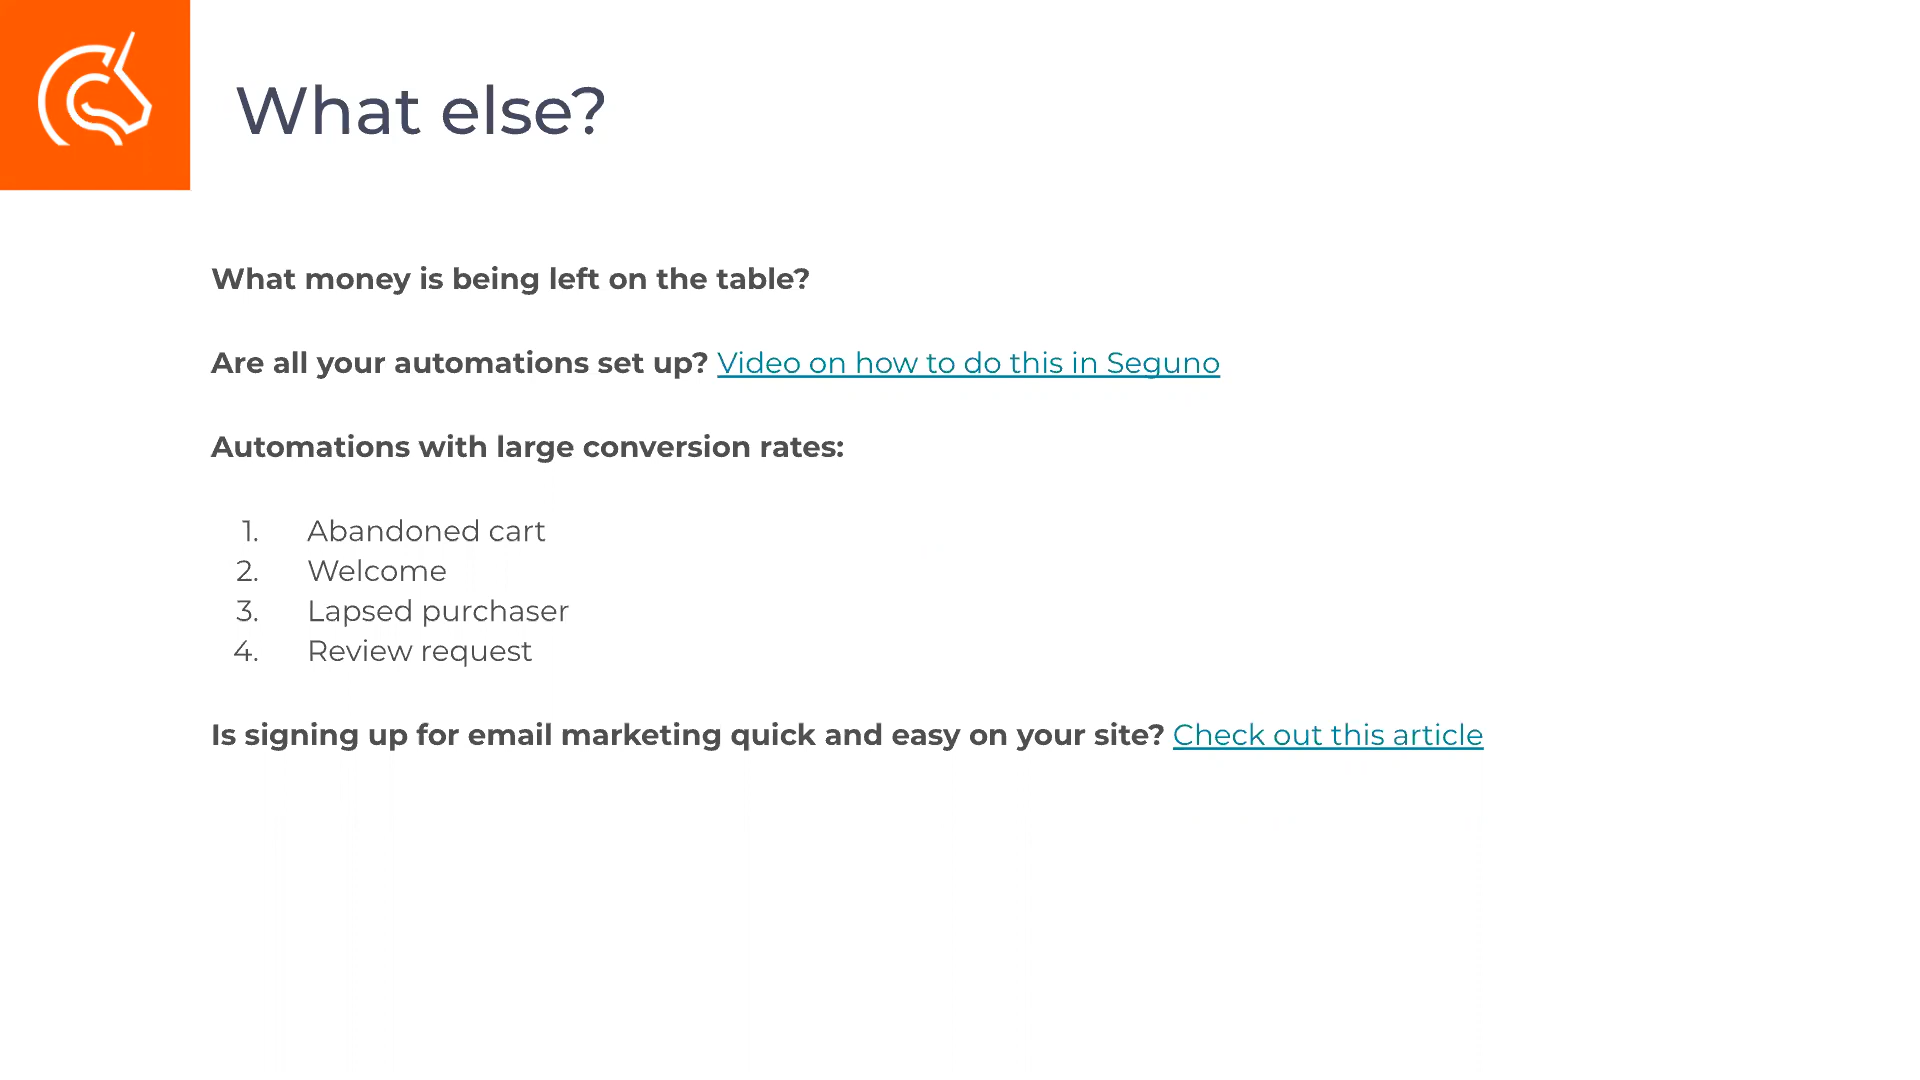 What else?
What money is being left on the table?
Are all your automations set up? Video on how to do this in Seguno
Automations with large conversion rates:
1. Abandoned cart
2. Welcome
3. Lapsed purchaser
4. Review request
Is signing up for email marketing quick and easy on your site? Check out this article